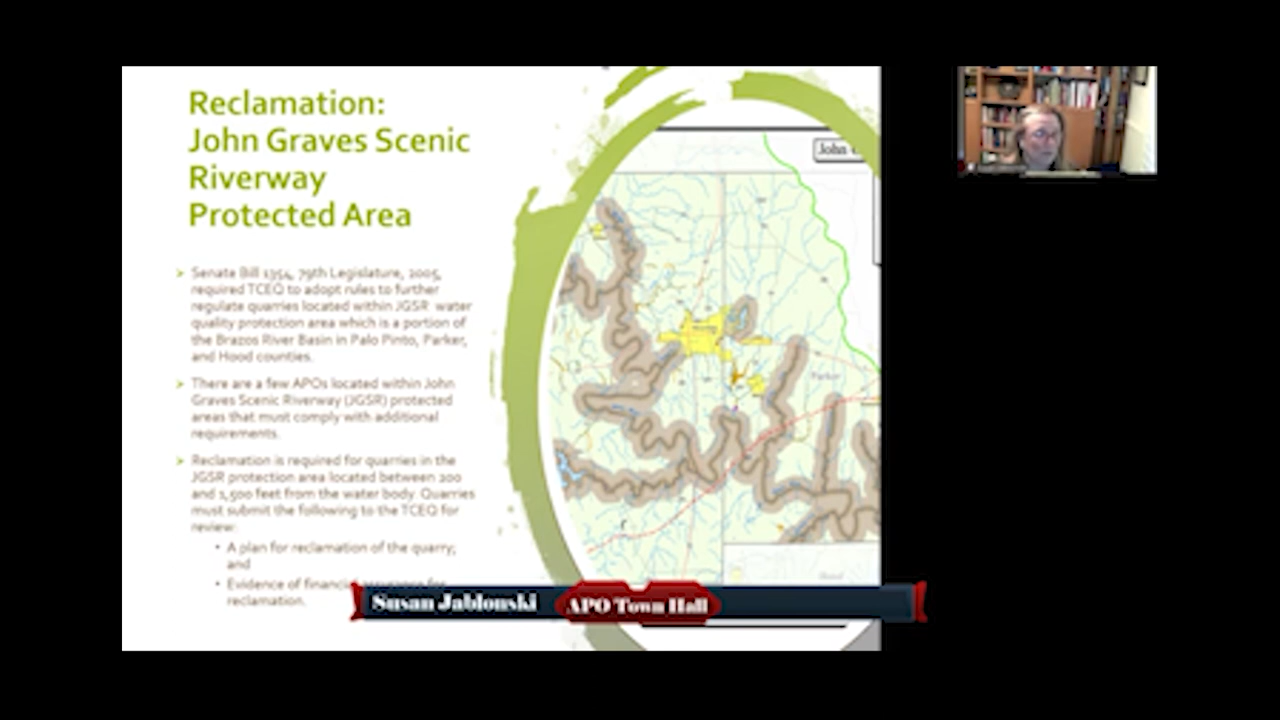 Reclamation:
John Graves Scenic
Riverway
Protected Area
Senate Bill 1354, 79th Legislature, 2005,
required TCEQ to adopt rules to further
regulate quarries located within JGSR water
quality protection area which is a portion of
the Brazos River Basin in Palo Pinto, Parker,
and Hood counties.
There are a few APOs located within John
Graves Scenic Riverway (JGSR) protected
areas that must comply with additional
requirements.
Reclamation is required for quarries in the
JGSR protection area located between 200
and 1,500 feet from the water body. Quarries
must submit the following to the TCEQ for
review:
A plan for reclamation of the quarry;
and
Evidence of financial assurance for
reclamation.
John
Parker
Hood
Susan Jablonski
APO Town Hall